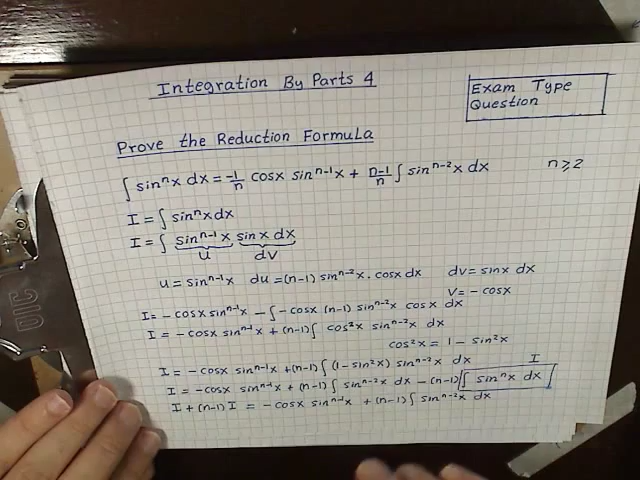 Integration By Parts 4
Exam Type
Question
Prove the Reduction Formula
∫ sinⁿx dx = -1/n cosx sinⁿ⁻¹x + n-1/n ∫ sinⁿ⁻²x dx n≥2
I = ∫ sinⁿx dx
I = ∫ sinⁿ⁻¹x sinx dx
u dv
u = sinⁿ⁻¹x du = (n-1) sinⁿ⁻²x . cosx dx dv = sinx dx
v = -cosx
I = -cosx sinⁿ⁻¹x - ∫ -cosx (n-1) sinⁿ⁻²x cosx dx
I = -cosx sinⁿ⁻¹x + (n-1) ∫ cos²x sinⁿ⁻²x dx
cos²x = 1 - sin²x
I = -cosx sinⁿ⁻¹x + (n-1) ∫ (1-sin²x) sinⁿ⁻²x dx
I
I = -cosx sinⁿ⁻¹x + (n-1) ∫ sinⁿ⁻²x dx - (n-1) ∫ sinⁿx dx
I + (n-1) I = -cosx sinⁿ⁻¹x + (n-1) ∫ sinⁿ⁻²x dx